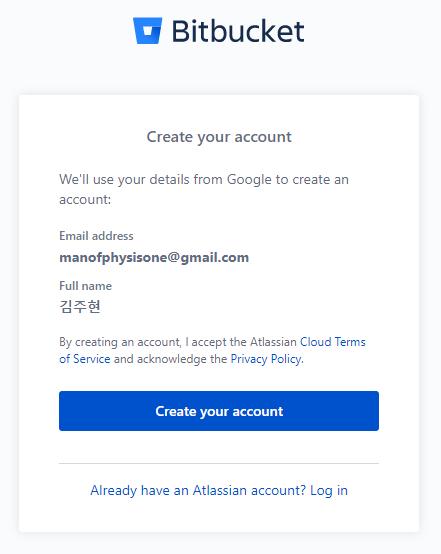 Bitbucket
Create your account
We'll use your details from Google to create an
account:
Email address
manofphysisone@gmail.com
Full name
김주현
By creating an account, I accept the Atlassian Cloud Terms
of Service and acknowledge the Privacy Policy.
Create your account
Already have an Atlassian account? Log in